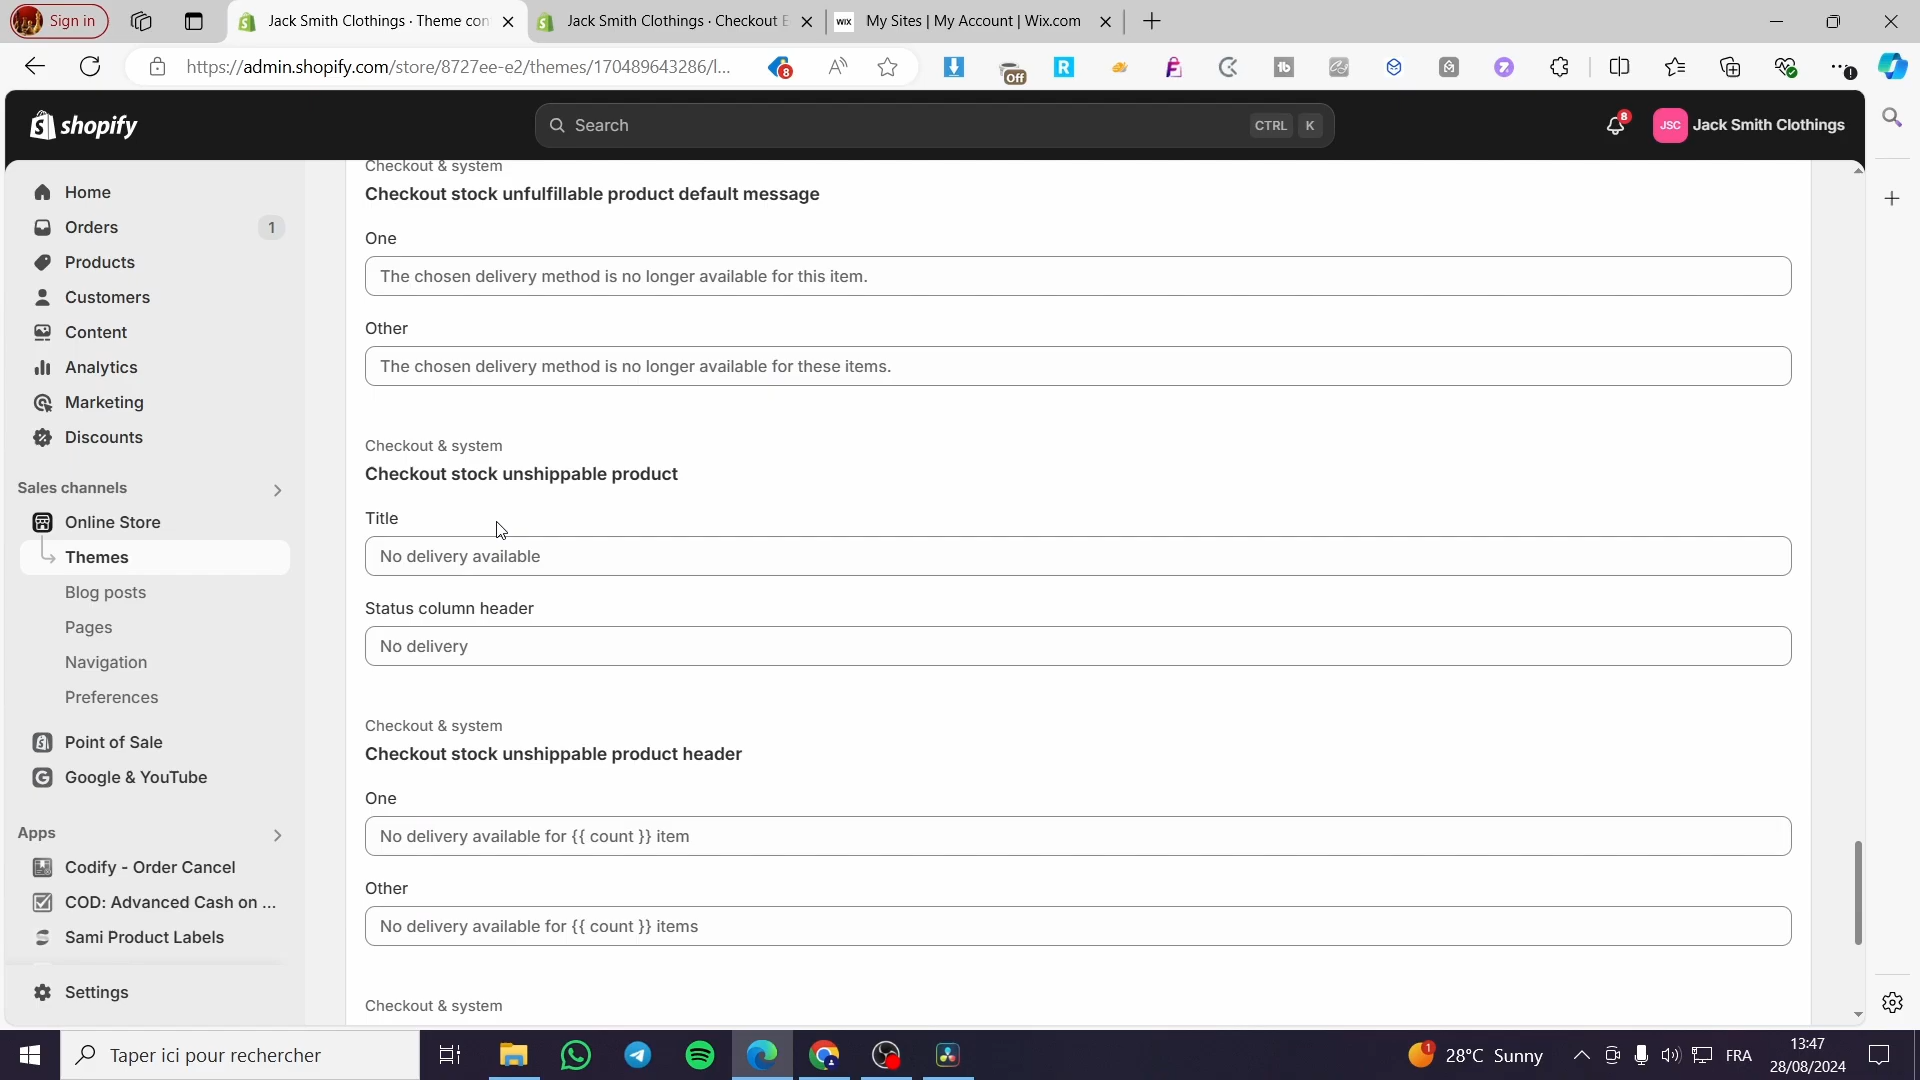 Sign in
Jack Smith Clothings · Theme con
Jack Smith Clothings · Checkout E
WIX My Sites | My Account | Wix.com
https://admin.shopify.com/store/8727ee-e2/themes/170489643286/l...
8
Off
shopify
Search
CTRL K
8
JSC Jack Smith Clothings
Home
Orders 1
Products
Customers
Content
Analytics
Marketing
Discounts
Sales channels
Online Store
Themes
Blog posts
Pages
Navigation
Preferences
Point of Sale
Google & YouTube
Apps
Codify - Order Cancel
COD: Advanced Cash on ...
Sami Product Labels
Settings
Checkout & system
Checkout stock unfulfillable product default message
One
The chosen delivery method is no longer available for this item.
Other
The chosen delivery method is no longer available for these items.
Checkout & system
Checkout stock unshippable product
Title
No delivery available
Status column header
No delivery
Checkout & system
Checkout stock unshippable product header
One
No delivery available for {{ count }} item
Other
No delivery available for {{ count }} items
Checkout & system
Taper ici pour rechercher
1
28°C Sunny
FRA
13:47
28/08/2024